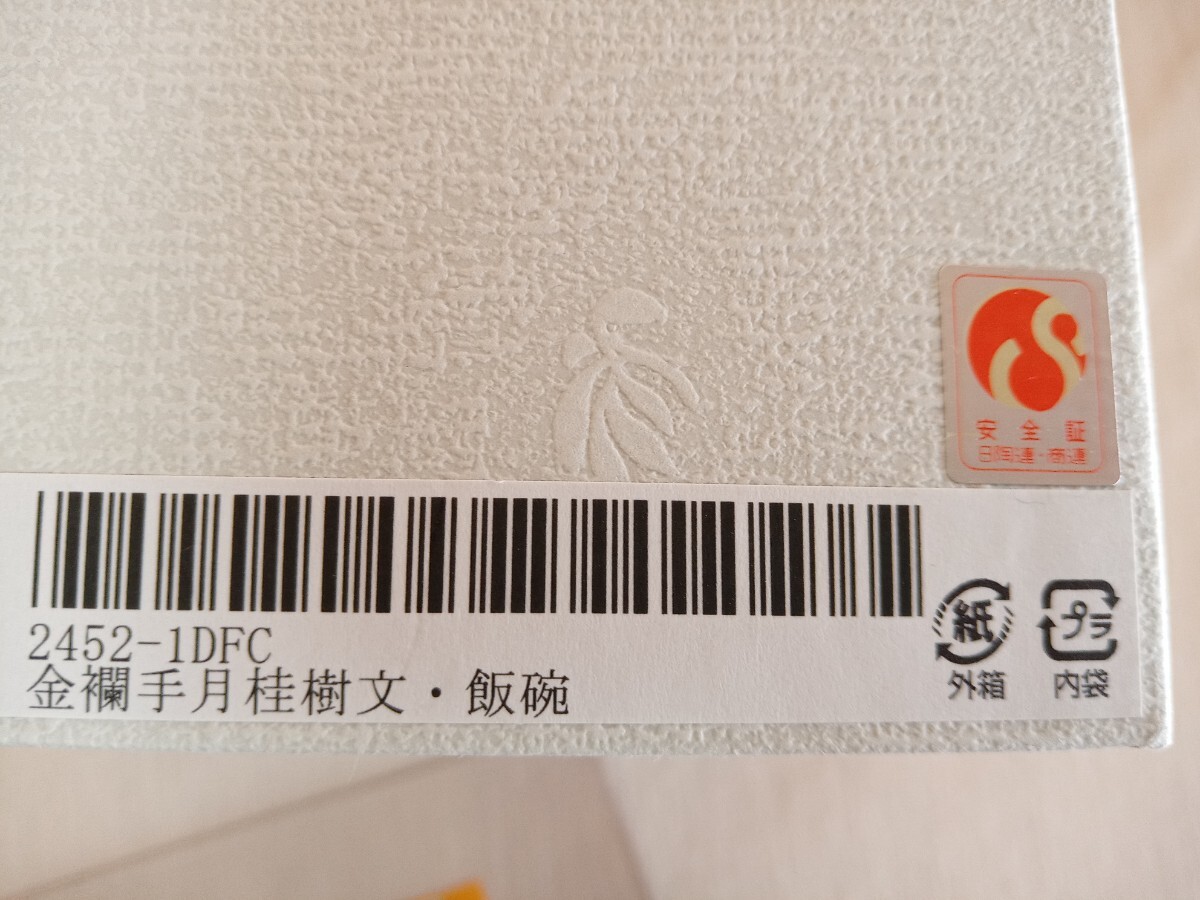 安全証
日陶連・商連
2452-1DFC
金襴手月桂樹文・飯碗
紙
外箱
プラ
内袋